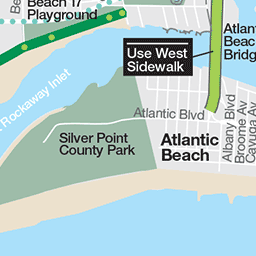 Beach 17
Playground
Use West
Sidewalk
Atlantic
Beach
Bridge
Rockaway Inlet
Atlantic Blvd
Silver Point
County Park
Atlantic
Beach
Albany Blvd
Broome Av
Cayuga Av